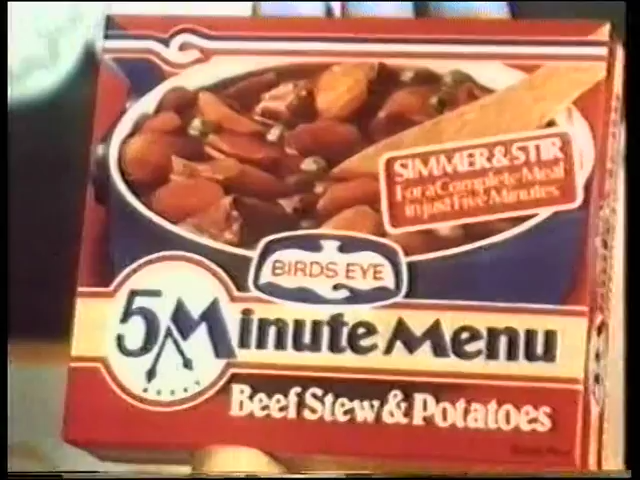 SIMMER & STIR
For a Complete Meal
in just Five Minutes
BIRDS EYE
5 Minute Menu
Beef Stew & Potatoes